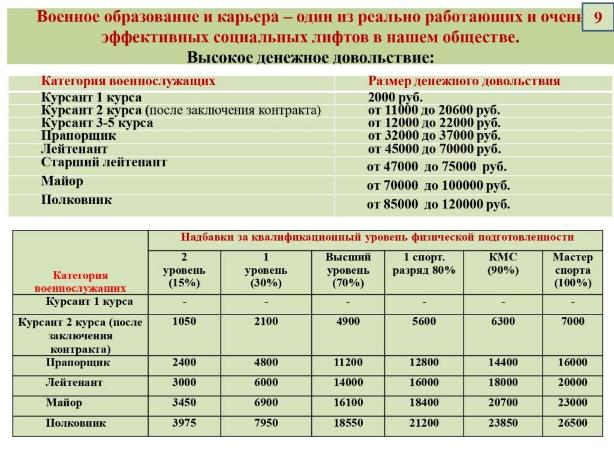 Военное образование и карьера – один из реально работающих и очень
9
эффективных социальных лифтов в нашем обществе.
Высокое денежное довольствие:
Категория военнослужащих Размер денежного довольствия
Курсант 1 курса 2000 руб.
Курсант 2 курса (после заключения контракта) от 11000 до 20600 руб.
Курсант 3-5 курса от 12000 до 22000 руб.
Прапорщик от 32000 до 37000 руб.
Лейтенант от 45000 до 70000 руб.
Старший лейтенант от 47000 до 75000 руб.
Майор от 70000 до 100000 руб.
Полковник от 85000 до 120000 руб.
Категория
военнослужащих
Надбавки за квалификационный уровень физической подготовленности
2 1 Высший 1 спорт. КМС Мастер
уровень уровень уровень разряд 80% (90%) спорта
(15%) (30%) (70%) (100%)
Курсант 1 курса - - - - - -
Курсант 2 курса (после 1050 2100 4900 5600 6300 7000
заключения
контракта)
Прапорщик 2400 4800 11200 12800 14400 16000
Лейтенант 3000 6000 14000 16000 18000 20000
Майор 3450 6900 16100 18400 20700 23000
Полковник 3975 7950 18550 21200 23850 26500